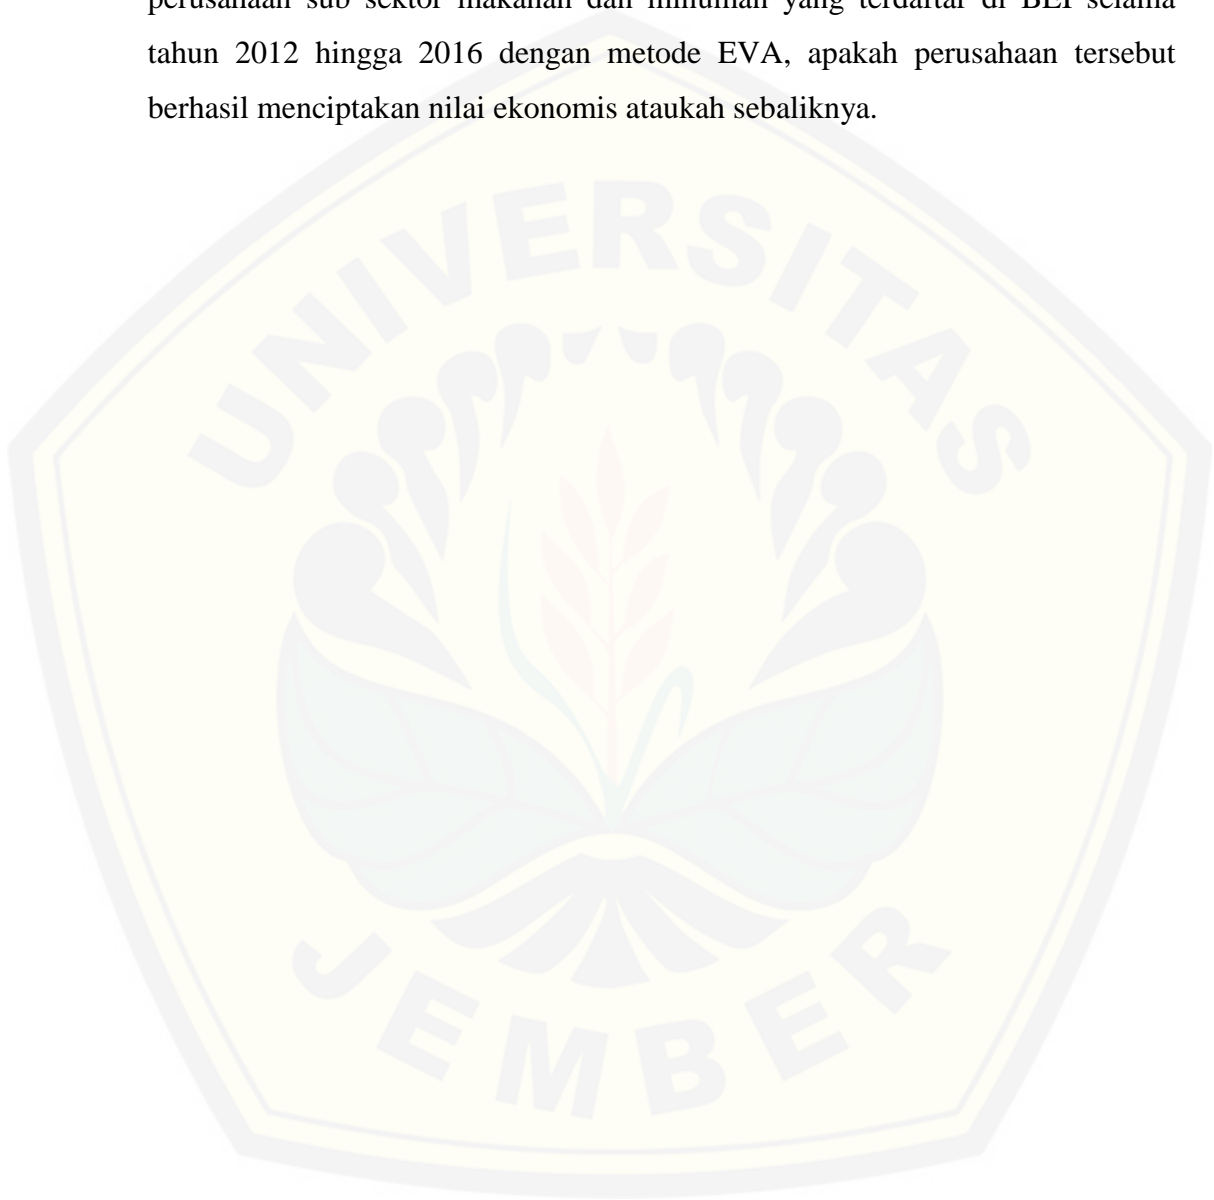 perusahaan sub sektor makanan dan minuman yang terdaftar di BEI selama
tahun 2012 hingga 2016 dengan metode EVA, apakah perusahaan tersebut
berhasil menciptakan nilai ekonomis ataukah sebaliknya.
UNIVERSITAS
JEMBER